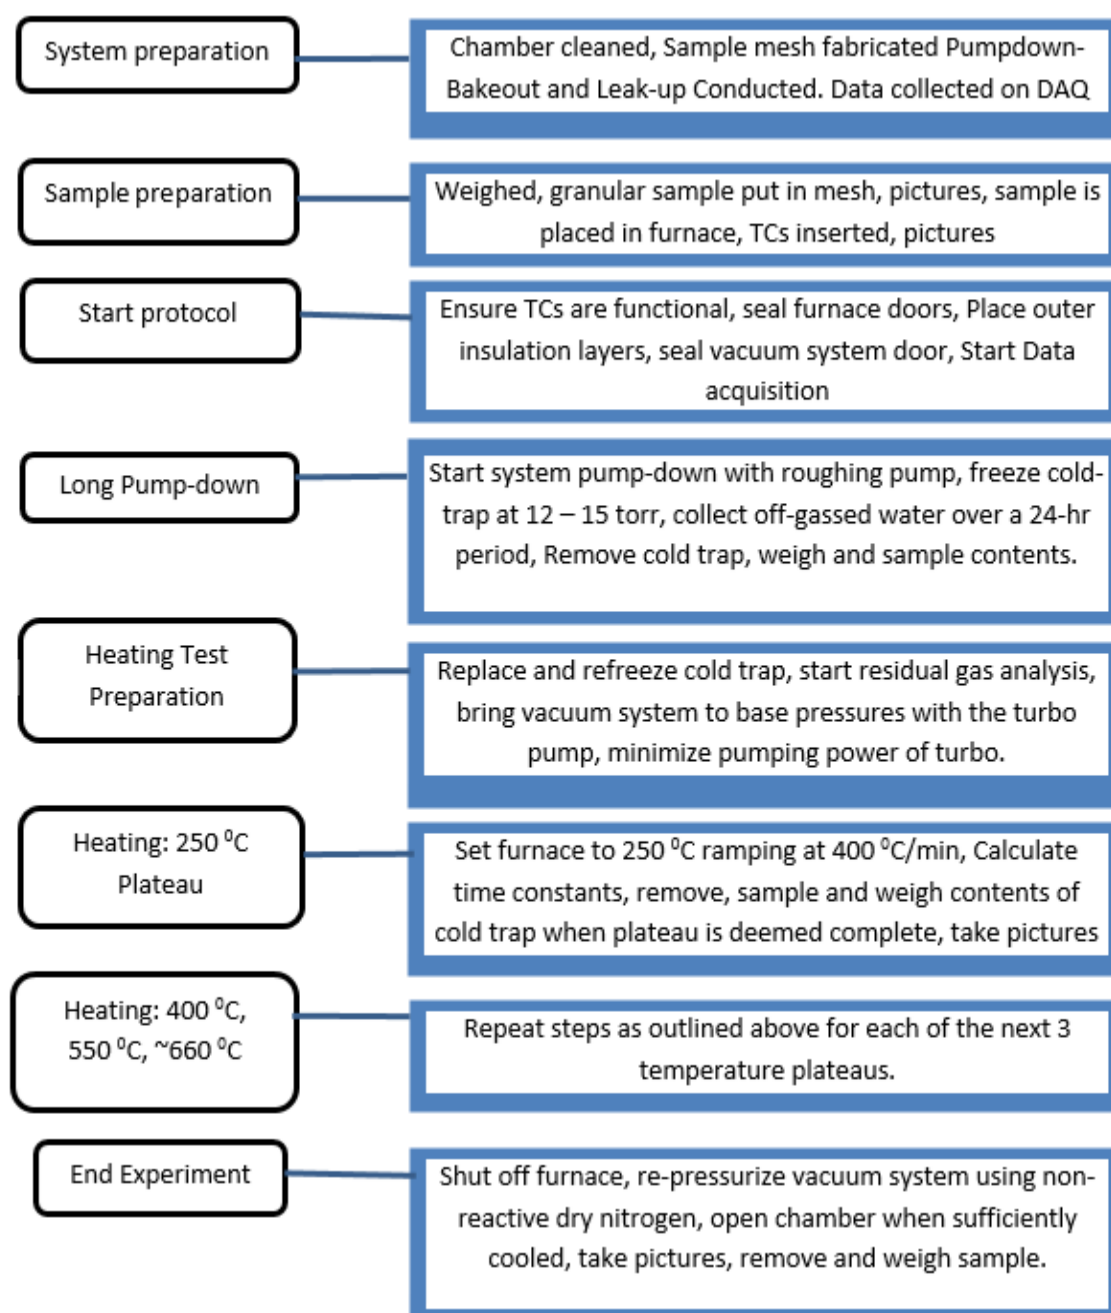 System preparation
Chamber cleaned, Sample mesh fabricated Pumpdown-
Bakeout and Leak-up Conducted. Data collected on DAQ
Sample preparation
Weighed, granular sample put in mesh, pictures, sample is
placed in furnace, TCs inserted, pictures
Start protocol
Ensure TCs are functional, seal furnace doors, Place outer
insulation layers, seal vacuum system door, Start Data
acquisition
Long Pump-down
Start system pump-down with roughing pump, freeze cold-
trap at 12 – 15 torr, collect off-gassed water over a 24-hr
period, Remove cold trap, weigh and sample contents.
Heating Test
Preparation
Replace and refreeze cold trap, start residual gas analysis,
bring vacuum system to base pressures with the turbo
pump, minimize pumping power of turbo.
Heating: 250 ⁰C
Plateau
Set furnace to 250 ⁰C ramping at 400 ⁰C/min, Calculate
time constants, remove, sample and weigh contents of
cold trap when plateau is deemed complete, take pictures
Heating: 400 ⁰C,
550 ⁰C, ~660 ⁰C
Repeat steps as outlined above for each of the next 3
temperature plateaus.
End Experiment
Shut off furnace, re-pressurize vacuum system using non-
reactive dry nitrogen, open chamber when sufficiently
cooled, take pictures, remove and weigh sample.